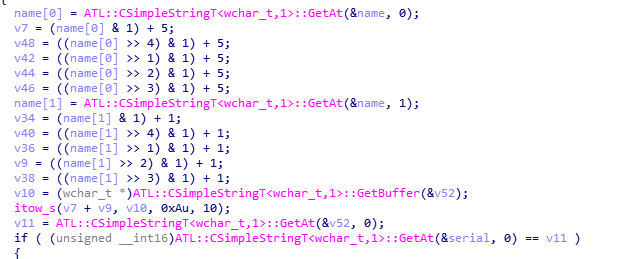 {
name[0] = ATL::CSimpleStringT<wchar_t,1>::GetAt(&name, 0);
v7 = (name[0] & 1) + 5;
v48 = ((name[0] >> 4) & 1) + 5;
v42 = ((name[0] >> 1) & 1) + 5;
v44 = ((name[0] >> 2) & 1) + 5;
v46 = ((name[0] >> 3) & 1) + 5;
name[1] = ATL::CSimpleStringT<wchar_t,1>::GetAt(&name, 1);
v34 = (name[1] & 1) + 1;
v40 = ((name[1] >> 4) & 1) + 1;
v36 = ((name[1] >> 1) & 1) + 1;
v9 = ((name[1] >> 2) & 1) + 1;
v38 = ((name[1] >> 3) & 1) + 1;
v10 = (wchar_t *)ATL::CSimpleStringT<wchar_t,1>::GetBuffer(&v52);
itow_s(v7 + v9, v10, 0xAu, 10);
v11 = ATL::CSimpleStringT<wchar_t,1>::GetAt(&v52, 0);
if ( (unsigned __int16)ATL::CSimpleStringT<wchar_t,1>::GetAt(&serial, 0) == v11 )
{